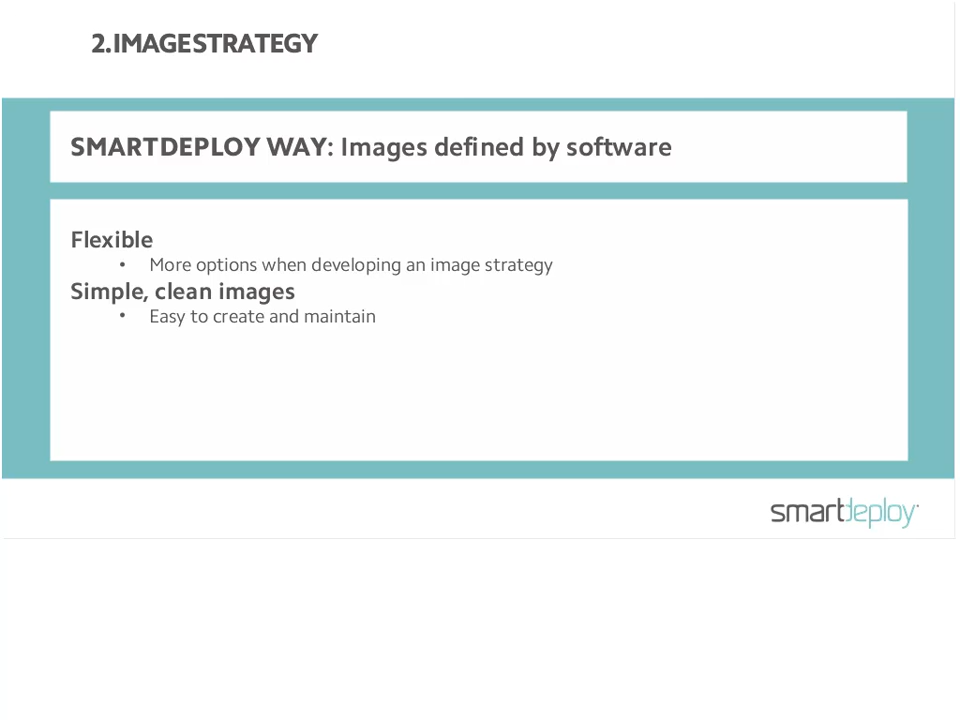 2.IMAGESTRATEGY
SMARTDEPLOY WAY: Images defined by software
Flexible
• More options when developing an image strategy
Simple, clean images
• Easy to create and maintain
smartdeploy